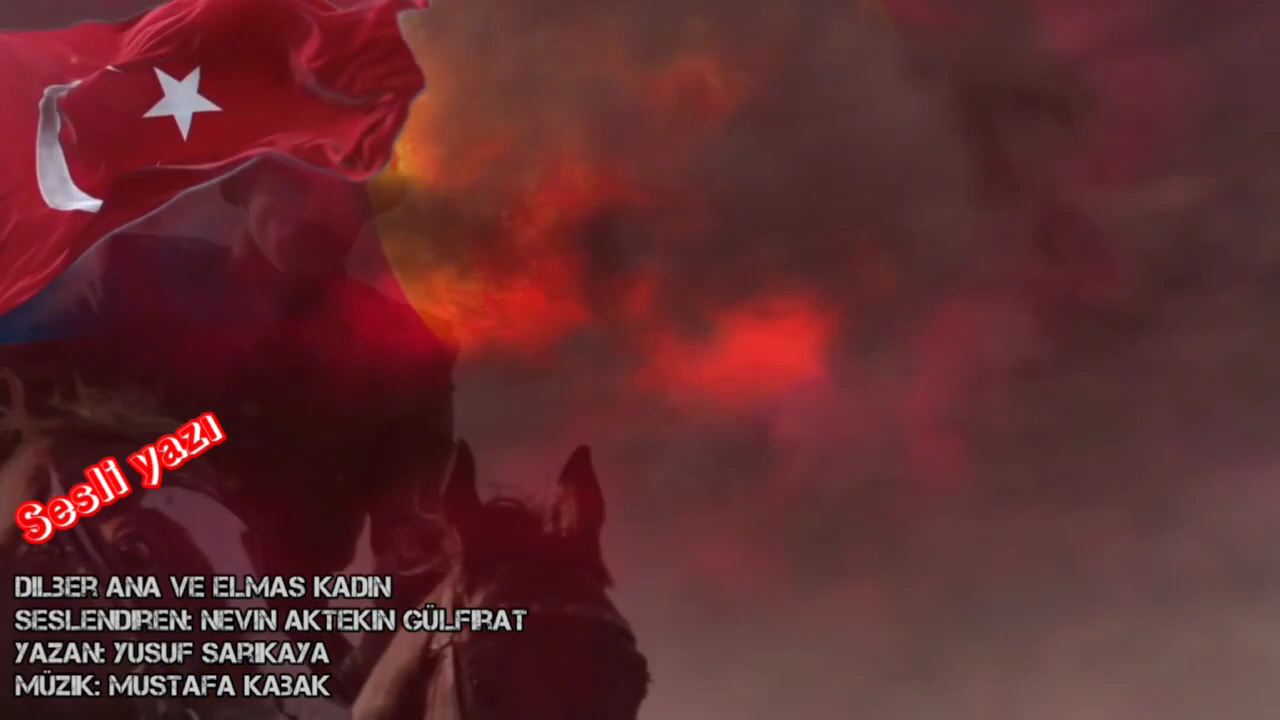 Sesli yazı
DILBER ANA VE ELMAS KADIN
SESLENDIREN: NEVIN AKTEKIN GÜLFIRAT
YAZAN: YUSUF SARIKAYA
MÜZIK: MUSTAFA KABAK